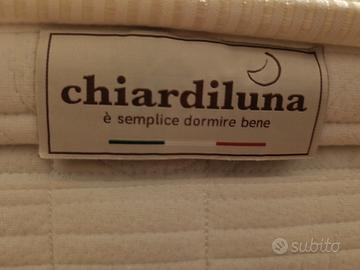 chiardiluna
è semplice dormire bene
subito